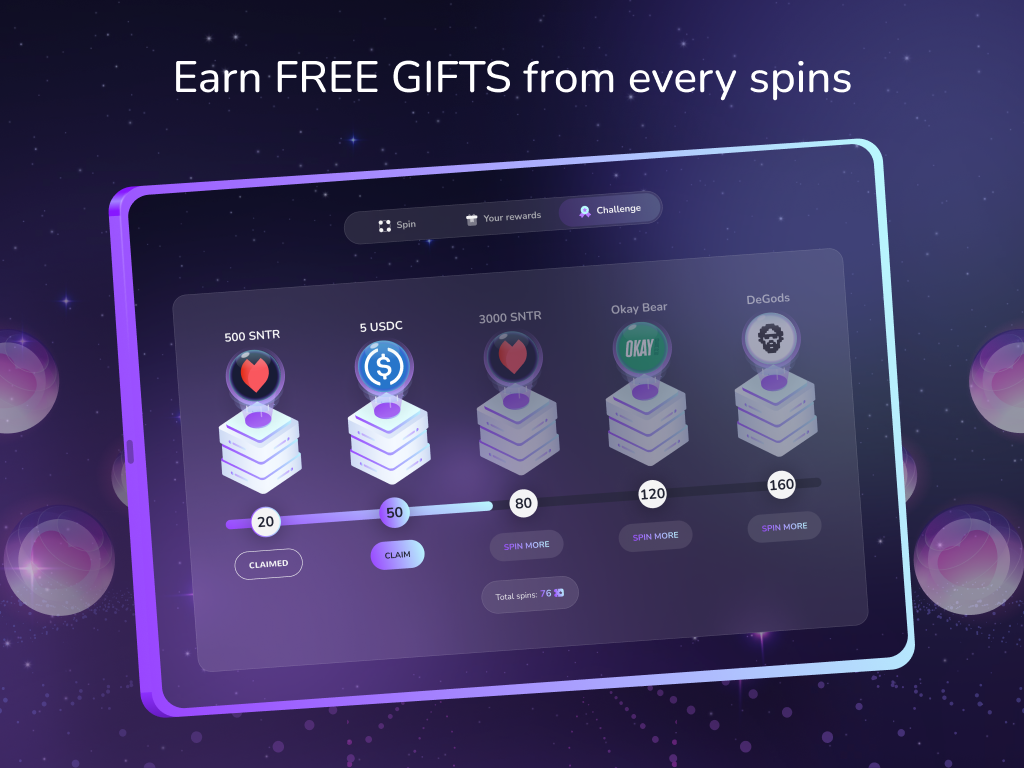 Earn FREE GIFTS from every spins
Spin
Your rewards
Challenge
500 SNTR
5 USDC
3000 SNTR
Okay Bear
DeGods
$
OKAY
20
50
80
120
160
CLAIMED
CLAIM
SPIN MORE
SPIN MORE
SPIN MORE
Total spins: 76